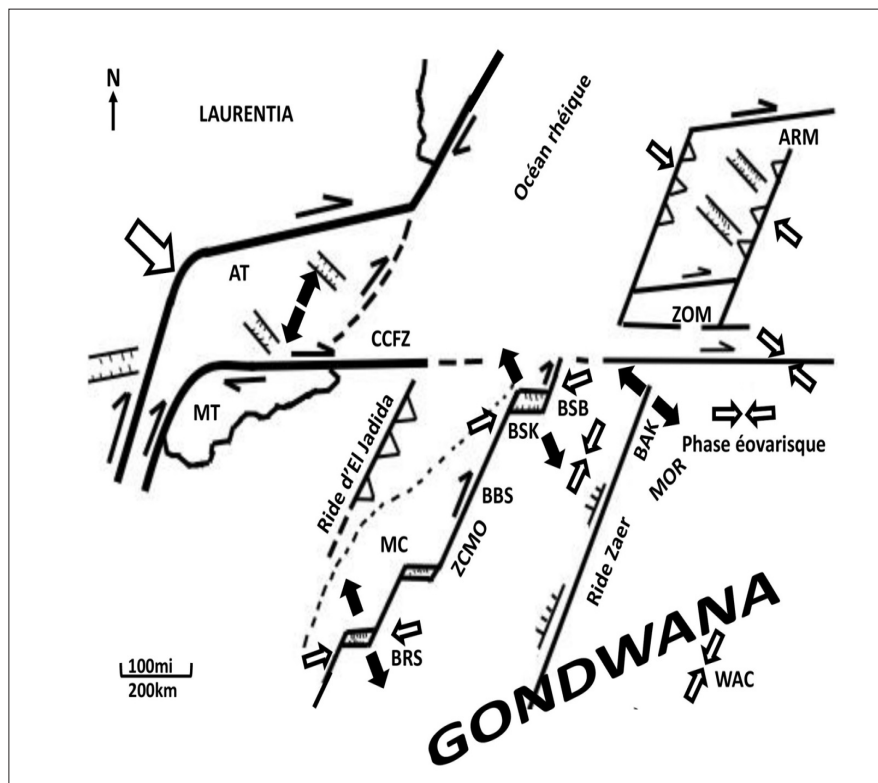 N
LAURENTIA
Océan rhéique
ARM
AT
CCFZ
ZOM
MT
BSB
BSK
Phase éovarisque
BAK
MOR
Ride d'El Jadida
BBS
ZCMO
MC
Ride Zaer
BRS
GONDWANA
WAC
100mi
200km